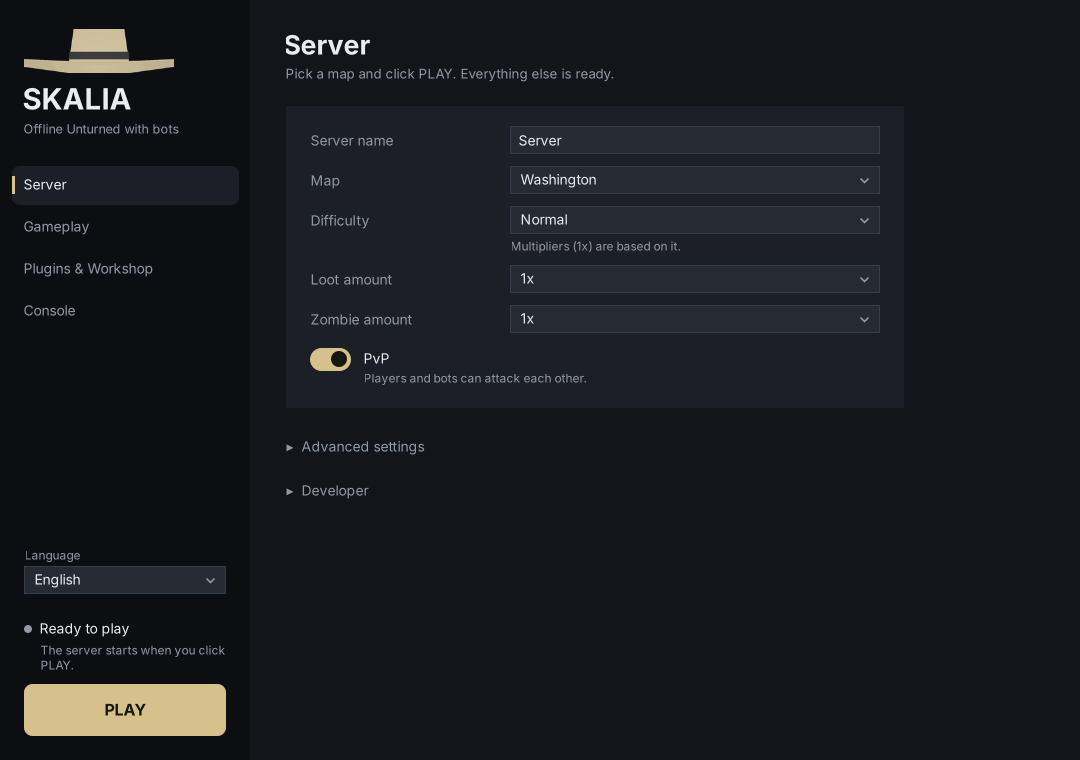 SKALIA
Offline Unturned with bots
Server
Gameplay
Plugins & Workshop
Console
Language
English
Ready to play
The server starts when you click
PLAY.
PLAY
Server
Pick a map and click PLAY. Everything else is ready.
Server name
Server
Map
Washington
Difficulty
Normal
Multipliers (1x) are based on it.
Loot amount
1x
Zombie amount
1x
PvP
Players and bots can attack each other.
Advanced settings
Developer